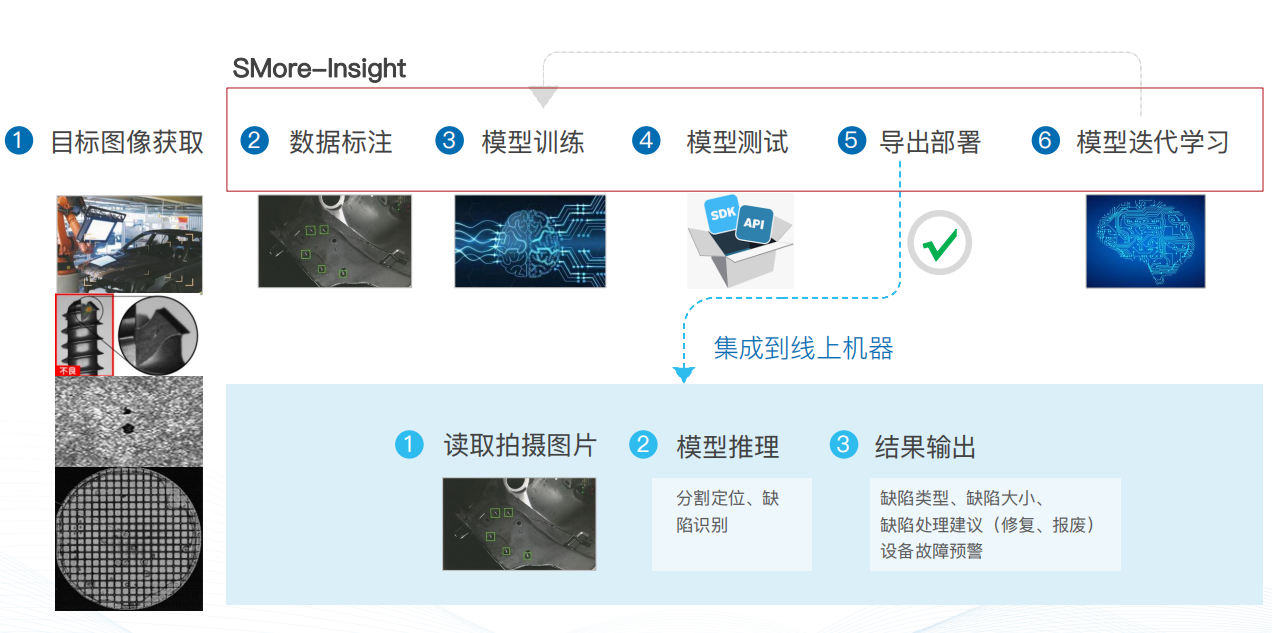 SMore-Insight
1 目标图像获取
2 数据标注
3 模型训练
4 模型测试
5 导出部署
6 模型迭代学习
SDK
API
不良
集成到线上机器
1 读取拍摄图片
2 模型推理
3 结果输出
分割定位、缺
陷识别
缺陷类型、缺陷大小、
缺陷处理建议（修复、报废）
设备故障预警